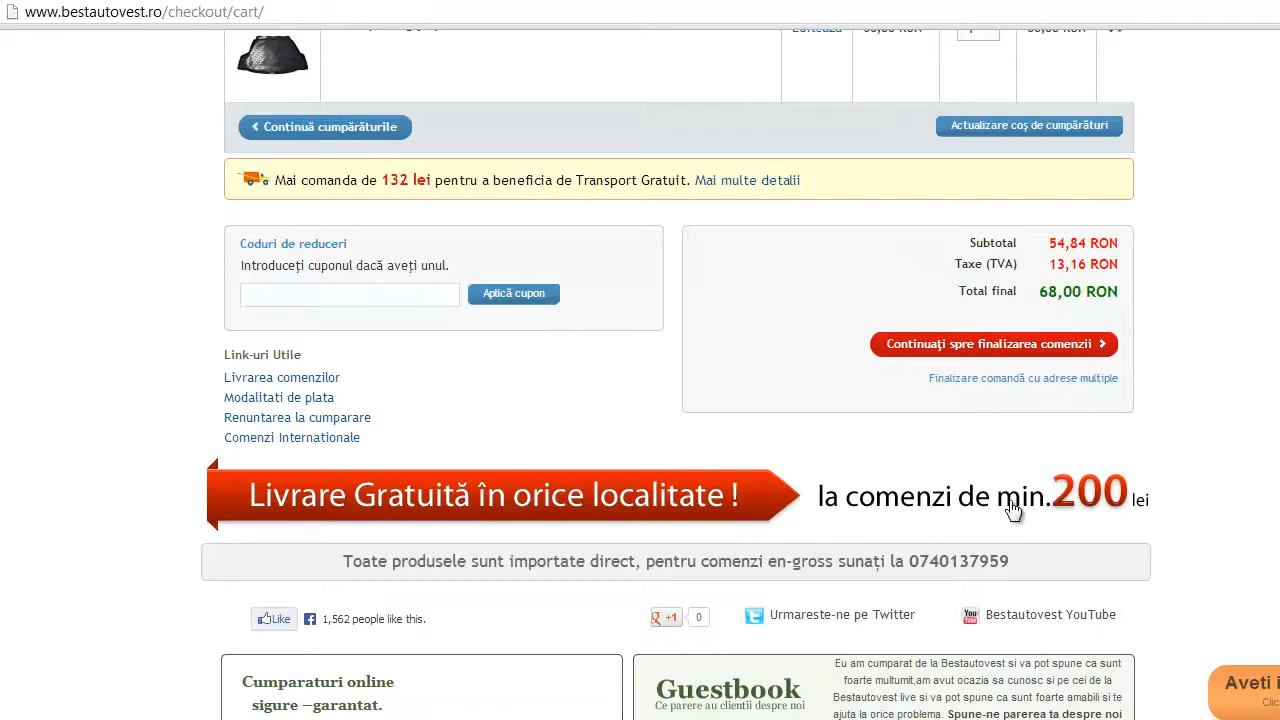 www.bestautovest.ro/checkout/cart/
Editează
Continuă cumpărăturile
Actualizare coş de cumpărături
Mai comanda de 132 lei pentru a beneficia de Transport Gratuit. Mai multe detalii
Coduri de reduceri
Introduceţi cuponul dacă aveţi unul.
Aplică cupon
Subtotal 54,84 RON
Taxe (TVA) 13,16 RON
Total final 68,00 RON
Continuaţi spre finalizarea comenzii
Finalizare comandă cu adrese multiple
Link-uri Utile
Livrarea comenzilor
Modalitati de plata
Renuntarea la cumparare
Comenzi Internationale
Livrare Gratuită în orice localitate ! la comenzi de min.200 lei
Toate produsele sunt importate direct, pentru comenzi en-gross sunaţi la 0740137959
Like 1,562 people like this.
g +1 0
Urmareste-ne pe Twitter
You Tube Bestautovest YouTube
Cumparaturi online
sigure –garantat.
Guestbook
Ce parere au clientii despre noi
Eu am cumparat de la Bestautovest si va pot spune ca sunt
foarte multumit,am avut ocazia sa cunosc si pe cei de la
Bestautovest live si va pot spune ca sunt foarte amabili si te
ajuta la orice problema. Spune-ne parerea ta despre noi
Aveti
Clic